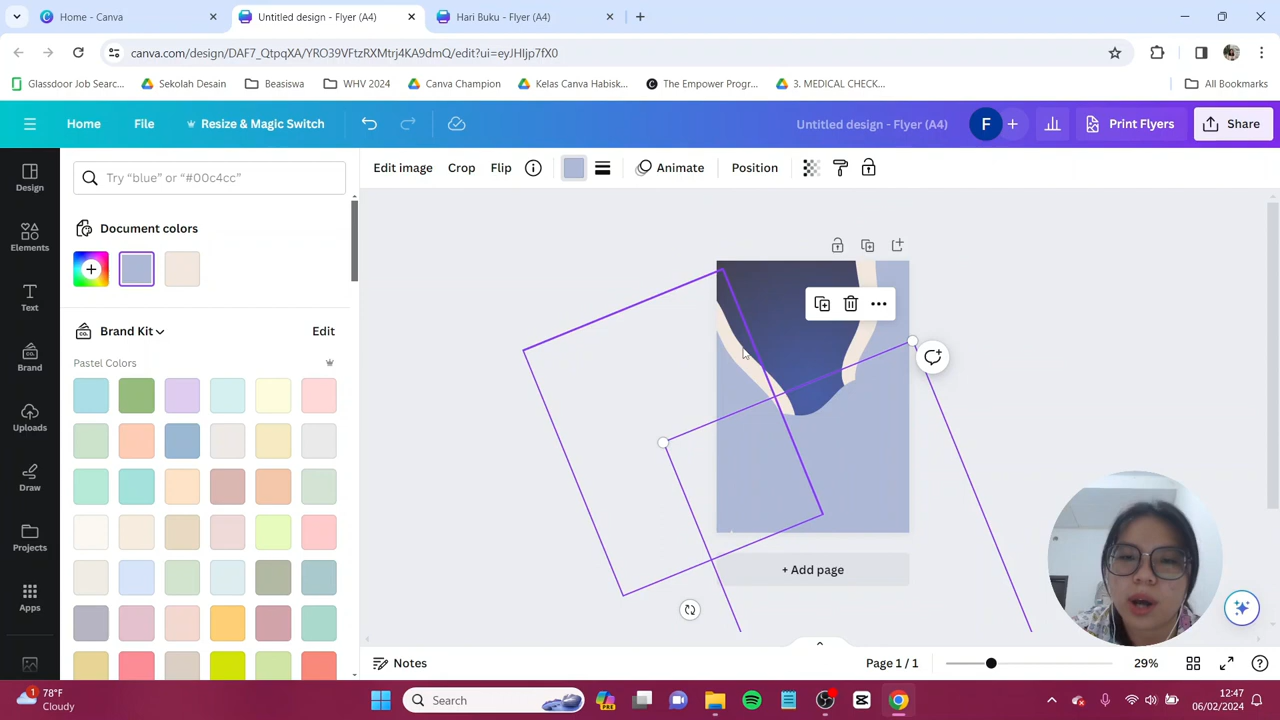 Home - Canva
Untitled design - Flyer (A4)
Hari Buku - Flyer (A4)
canva.com/design/DAF7_QtpqXA/YRO39VFtzRXMtrj4KA9dmQ/edit?ui=eyJHIjp7fX0
Glassdoor Job Searc...
Sekolah Desain
Beasiswa
WHV 2024
Canva Champion
Kelas Canva Habisk...
The Empower Progr...
3. MEDICAL CHECK...
All Bookmarks
Home
File
Resize & Magic Switch
Untitled design - Flyer (A4)
F
Print Flyers
Share
Design
Elements
Text
Brand
Uploads
Draw
Projects
Apps
Try “blue” or “#00c4cc”
Edit image
Crop
Flip
Animate
Position
Document colors
Brand Kit
Edit
Pastel Colors
+ Add page
Notes
Page 1 / 1
29%
1
78°F
Cloudy
Search
PRE
12:47
06/02/2024